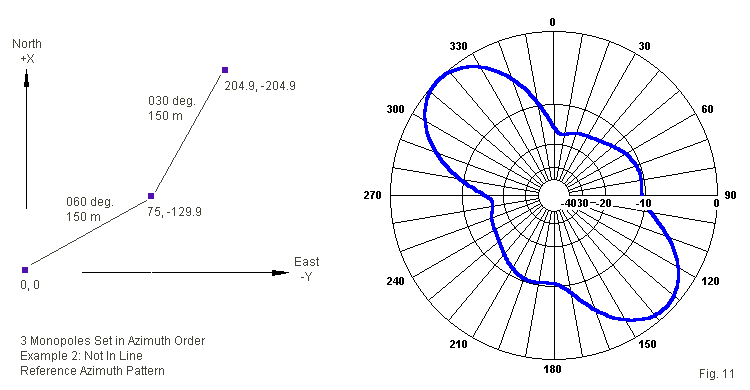 North
+X
204.9, -204.9
030 deg.
150 m
060 deg.
150 m
75, -129.9
0, 0
East
-Y
3 Monopoles Set in Azimuth Order
Example 2: Not In Line
Reference Azimuth Pattern
0
30
60
90
120
150
180
210
240
270
300
330
-40
30
-20
-10
0
Fig. 11